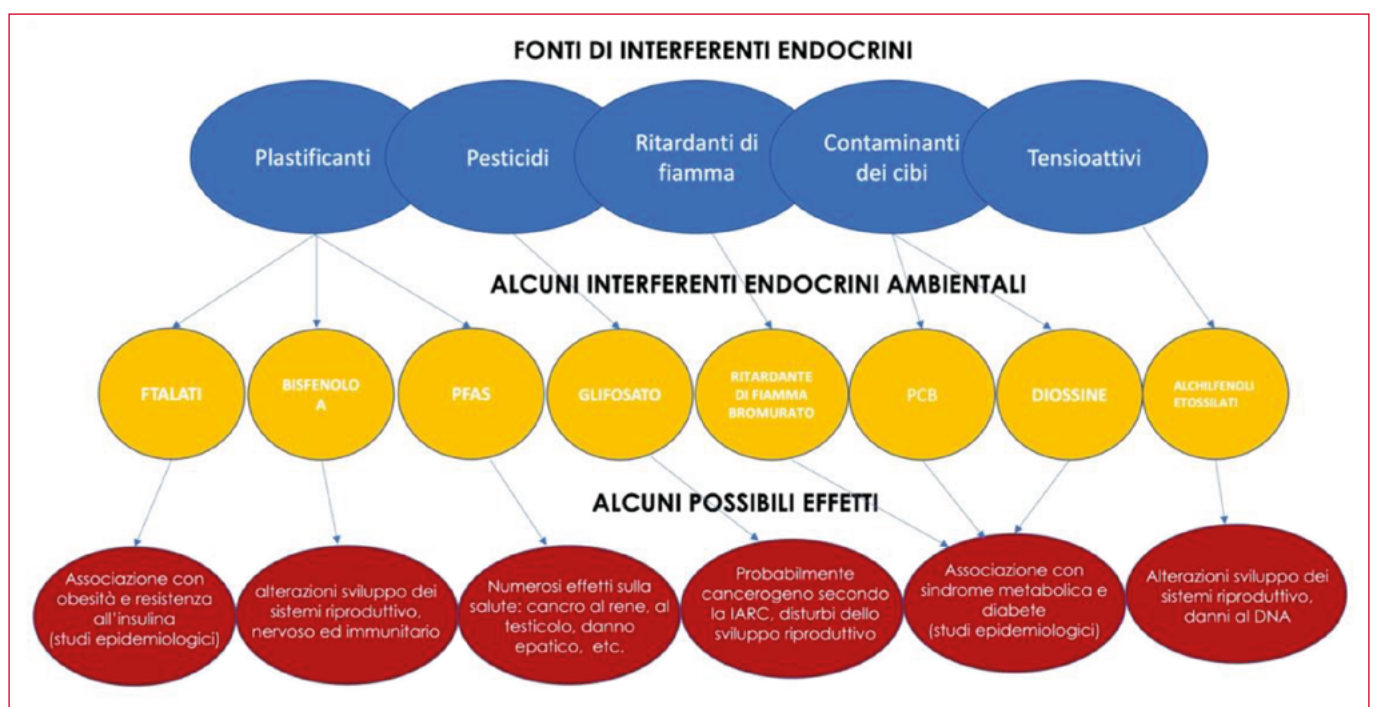 FONTI DI INTERFERENTI ENDOCRINI
Plastificanti
Pesticidi
Ritardanti di
fiamma
Contaminanti
dei cibi
Tensioattivi
ALCUNI INTERFERENTI ENDOCRINI AMBIENTALI
FTALATI
BISFENOLO
A
PFAS
GLIFOSATO
RITARDANTE
DI FIAMMA
BROMURATO
PCB
DIOSSINE
ALCHILFENOLI
ETOSSILATI
ALCUNI POSSIBILI EFFETTI
Associazione con
obesità e resistenza
all'insulina
(studi epidemiologici)
alterazioni sviluppo dei
sistemi riproduttivo,
nervoso ed immunitario
Numerosi effetti sulla
salute: cancro al rene, al
testicolo, danno
epatico, etc.
Probabilmente
cancerogeno secondo
la IARC, disturbi dello
sviluppo riproduttivo
Associazione con
sindrome metabolica e
diabete
(studi epidemiologici)
Alterazioni sviluppo dei
sistemi riproduttivo,
danni al DNA